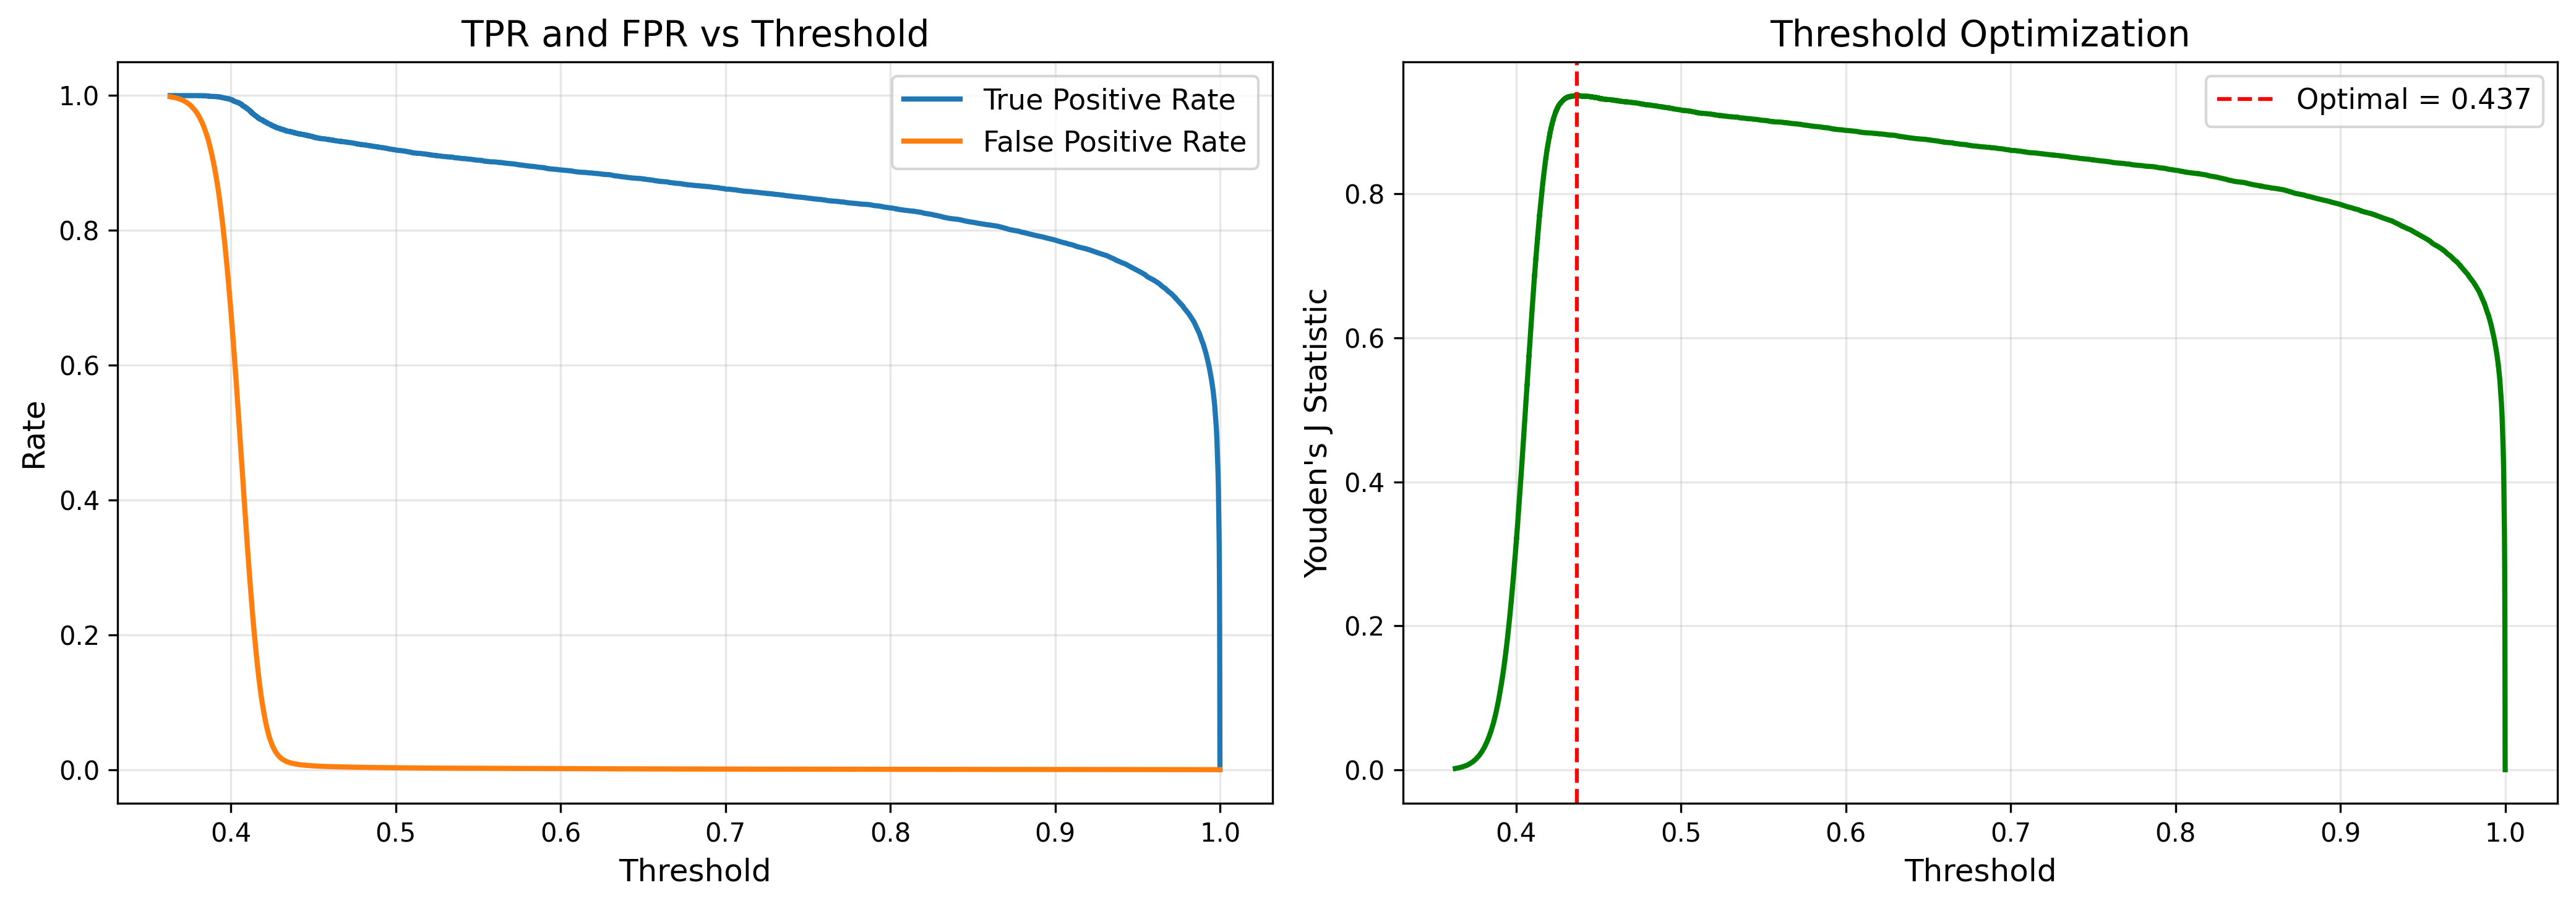 TPR and FPR vs Threshold
True Positive Rate
False Positive Rate
Rate
1.0
0.8
0.6
0.4
0.2
0.0
0.4 0.5 0.6 0.7 0.8 0.9 1.0
Threshold
Threshold Optimization
Optimal = 0.437
Youden's J Statistic
0.8
0.6
0.4
0.2
0.0
0.4 0.5 0.6 0.7 0.8 0.9 1.0
Threshold